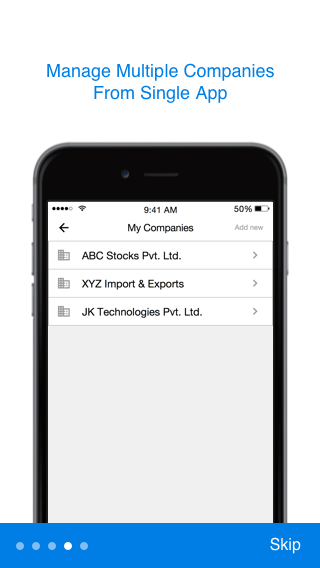 Manage Multiple Companies
From Single App
9:41 AM
50%
My Companies
Add new
ABC Stocks Pvt. Ltd.
XYZ Import & Exports
JK Technologies Pvt. Ltd.
Skip